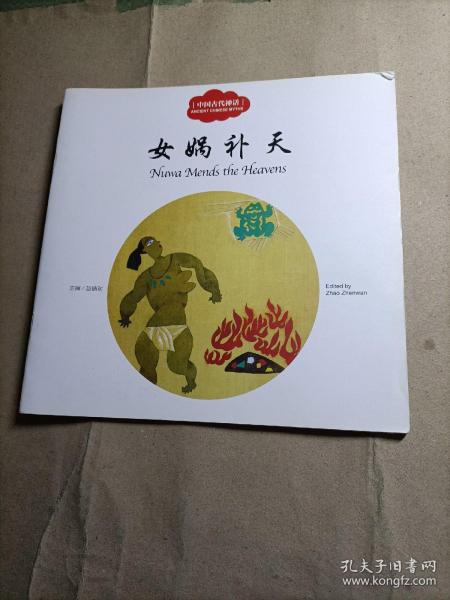 中国古代神话
ANCIENT CHINESE MYTHS
女娲补天
Nuwa Mends the Heavens
Edited by
Zhao Zhenwan
孔夫子旧书网
www.kongfz.com